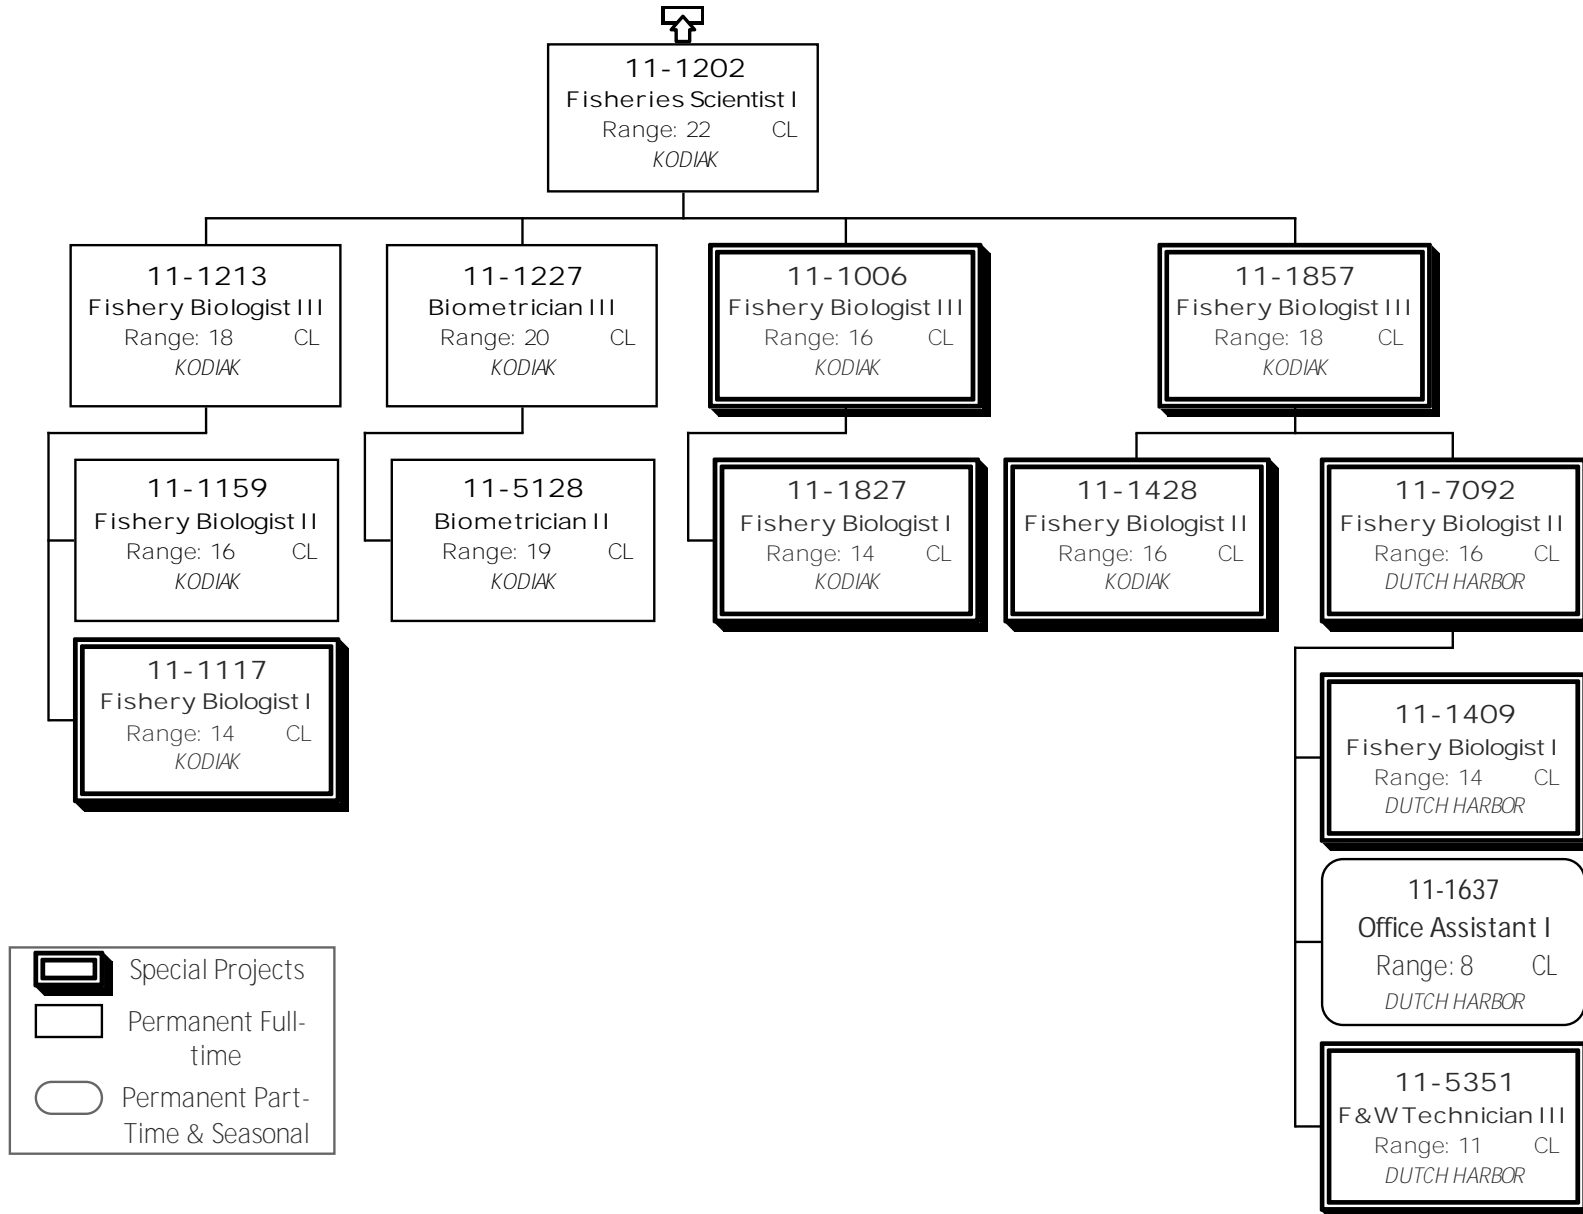 11-1202
Fisheries Scientist I
Range: 22 CL
KODIAK
11-1213
Fishery Biologist III
Range: 18 CL
KODIAK
11-1227
Biometrician III
Range: 20 CL
KODIAK
11-1006
Fishery Biologist III
Range: 16 CL
KODIAK
11-1857
Fishery Biologist III
Range: 18 CL
KODIAK
11-1159
Fishery Biologist II
Range: 16 CL
KODIAK
11-5128
Biometrician II
Range: 19 CL
KODIAK
11-1827
Fishery Biologist I
Range: 14 CL
KODIAK
11-1428
Fishery Biologist II
Range: 16 CL
KODIAK
11-7092
Fishery Biologist II
Range: 16 CL
DUTCH HARBOR
11-1117
Fishery Biologist I
Range: 14 CL
KODIAK
11-1409
Fishery Biologist I
Range: 14 CL
DUTCH HARBOR
11-1637
Office Assistant I
Range: 8 CL
DUTCH HARBOR
11-5351
F&W Technician III
Range: 11 CL
DUTCH HARBOR
Special Projects
Permanent Full-
time
Permanent Part-
Time & Seasonal